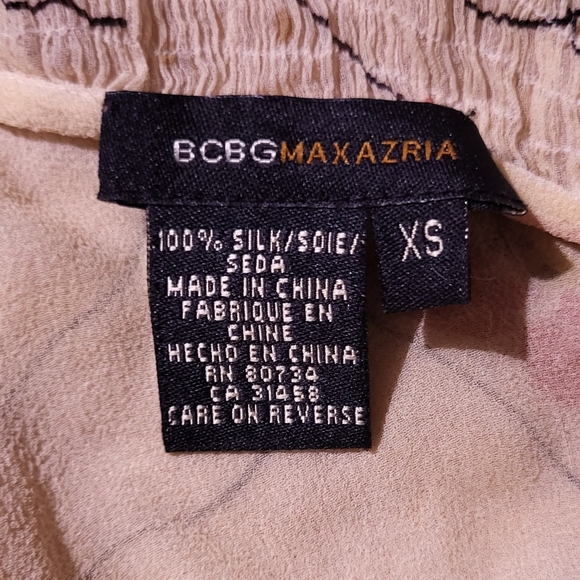 BCBGMAXAZRIA
XS
100% SILK/SOIE/
SEDA
MADE IN CHINA
FABRIQUE EN
CHINE
HECHO EN CHINA
RN 80734
CA 31458
CARE ON REVERSE